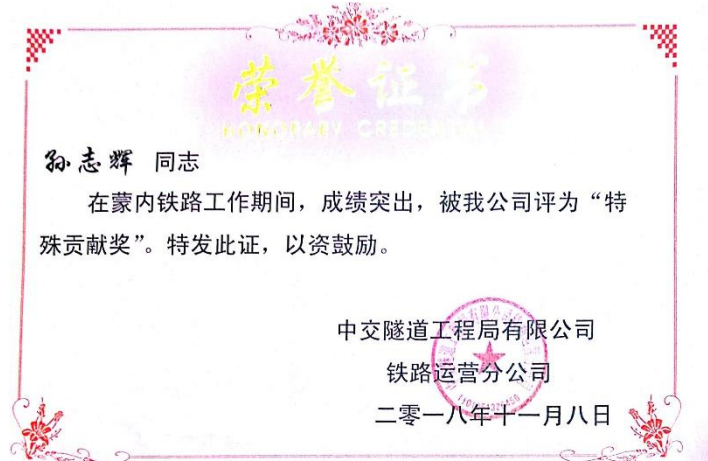 荣誉证书
HONORARY CREDENTIAL
孙志辉 同志
在蒙内铁路工作期间，成绩突出，被我公司评为“特
殊贡献奖”。特发此证，以资鼓励。
中交隧道工程局有限公司
铁路运营分公司
二零一八年十一月八日